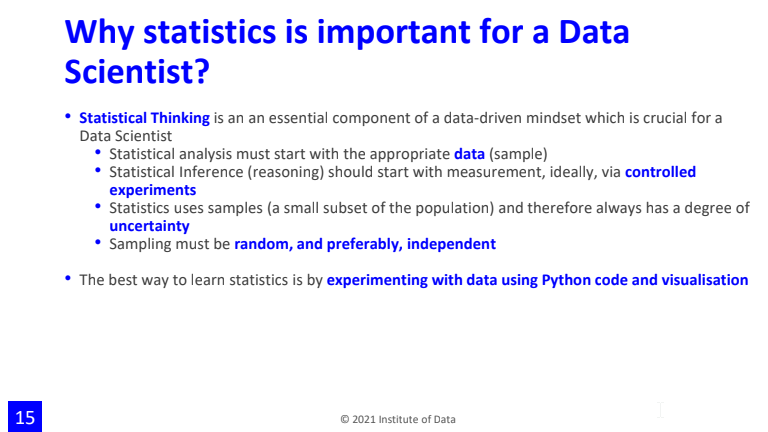 Why statistics is important for a Data
Scientist?
• Statistical Thinking is an an essential component of a data-driven mindset which is crucial for a
Data Scientist
• Statistical analysis must start with the appropriate data (sample)
• Statistical Inference (reasoning) should start with measurement, ideally, via controlled
experiments
• Statistics uses samples (a small subset of the population) and therefore always has a degree of
uncertainty
• Sampling must be random, and preferably, independent
• The best way to learn statistics is by experimenting with data using Python code and visualisation
15
© 2021 Institute of Data